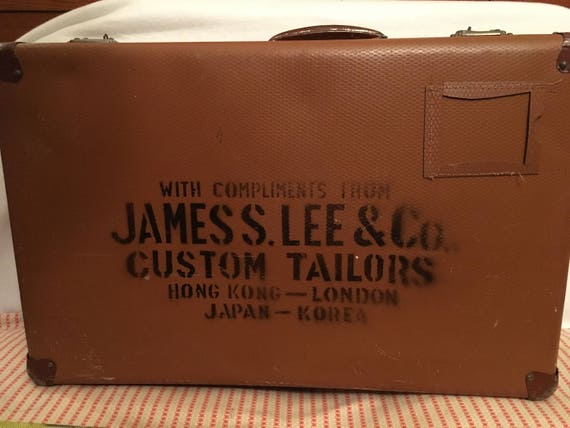 WITH COMPLIMENTS FROM
JAMES S. LEE & Co.
CUSTOM TAILORS
HONG KONG — LONDON
JAPAN — KOREA